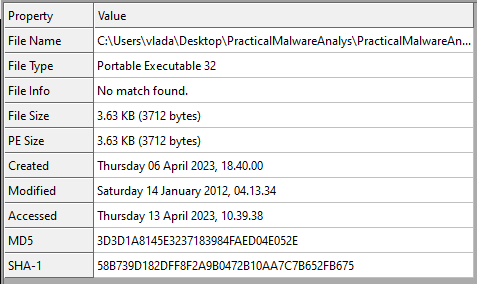 Property Value
File Name C:\Users\vlada\Desktop\PracticalMalwareAnalys\PracticalMalwareAn...
File Type Portable Executable 32
File Info No match found.
File Size 3.63 KB (3712 bytes)
PE Size 3.63 KB (3712 bytes)
Created Thursday 06 April 2023, 18.40.00
Modified Saturday 14 January 2012, 04.13.34
Accessed Thursday 13 April 2023, 10.39.38
MD5 3D3D1A8145E3237183984FAED04E052E
SHA-1 58B739D182DFF8F2A9B0472B10AA7C7B652FB675